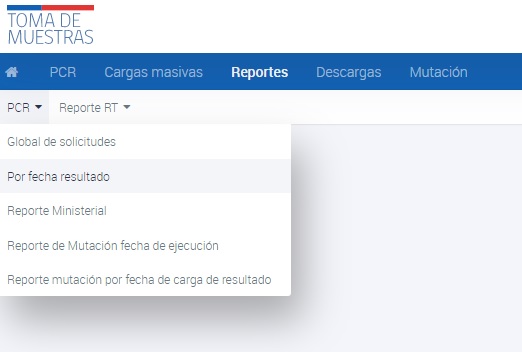 TOMA DE
MUESTRAS
PCR Cargas masivas Reportes Descargas Mutación
PCR Reporte RT
Global de solicitudes
Por fecha resultado
Reporte Ministerial
Reporte de Mutación fecha de ejecución
Reporte mutación por fecha de carga de resultado